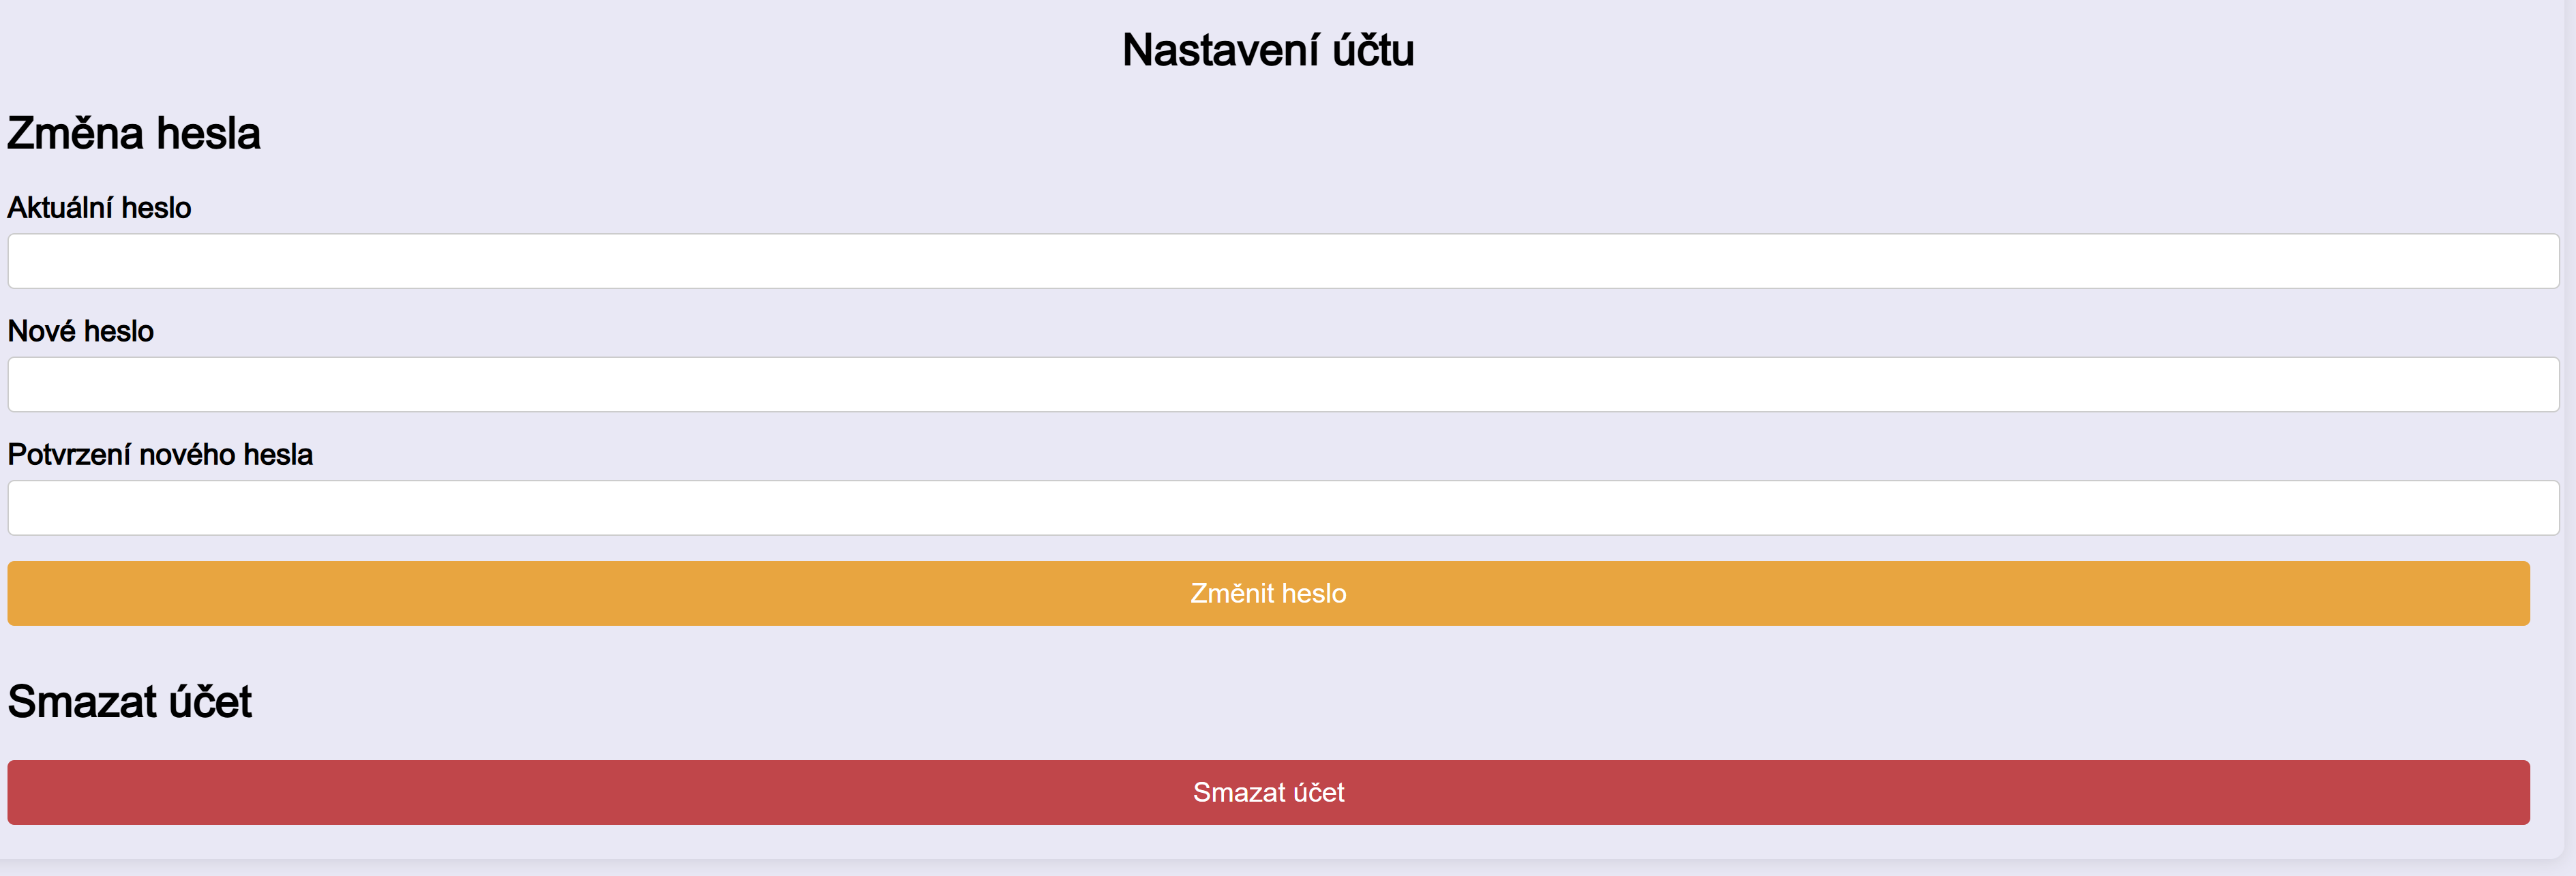 Nastavení účtu
Změna hesla
Aktuální heslo
Nové heslo
Potvrzení nového hesla
Změnit heslo
Smazat účet
Smazat účet